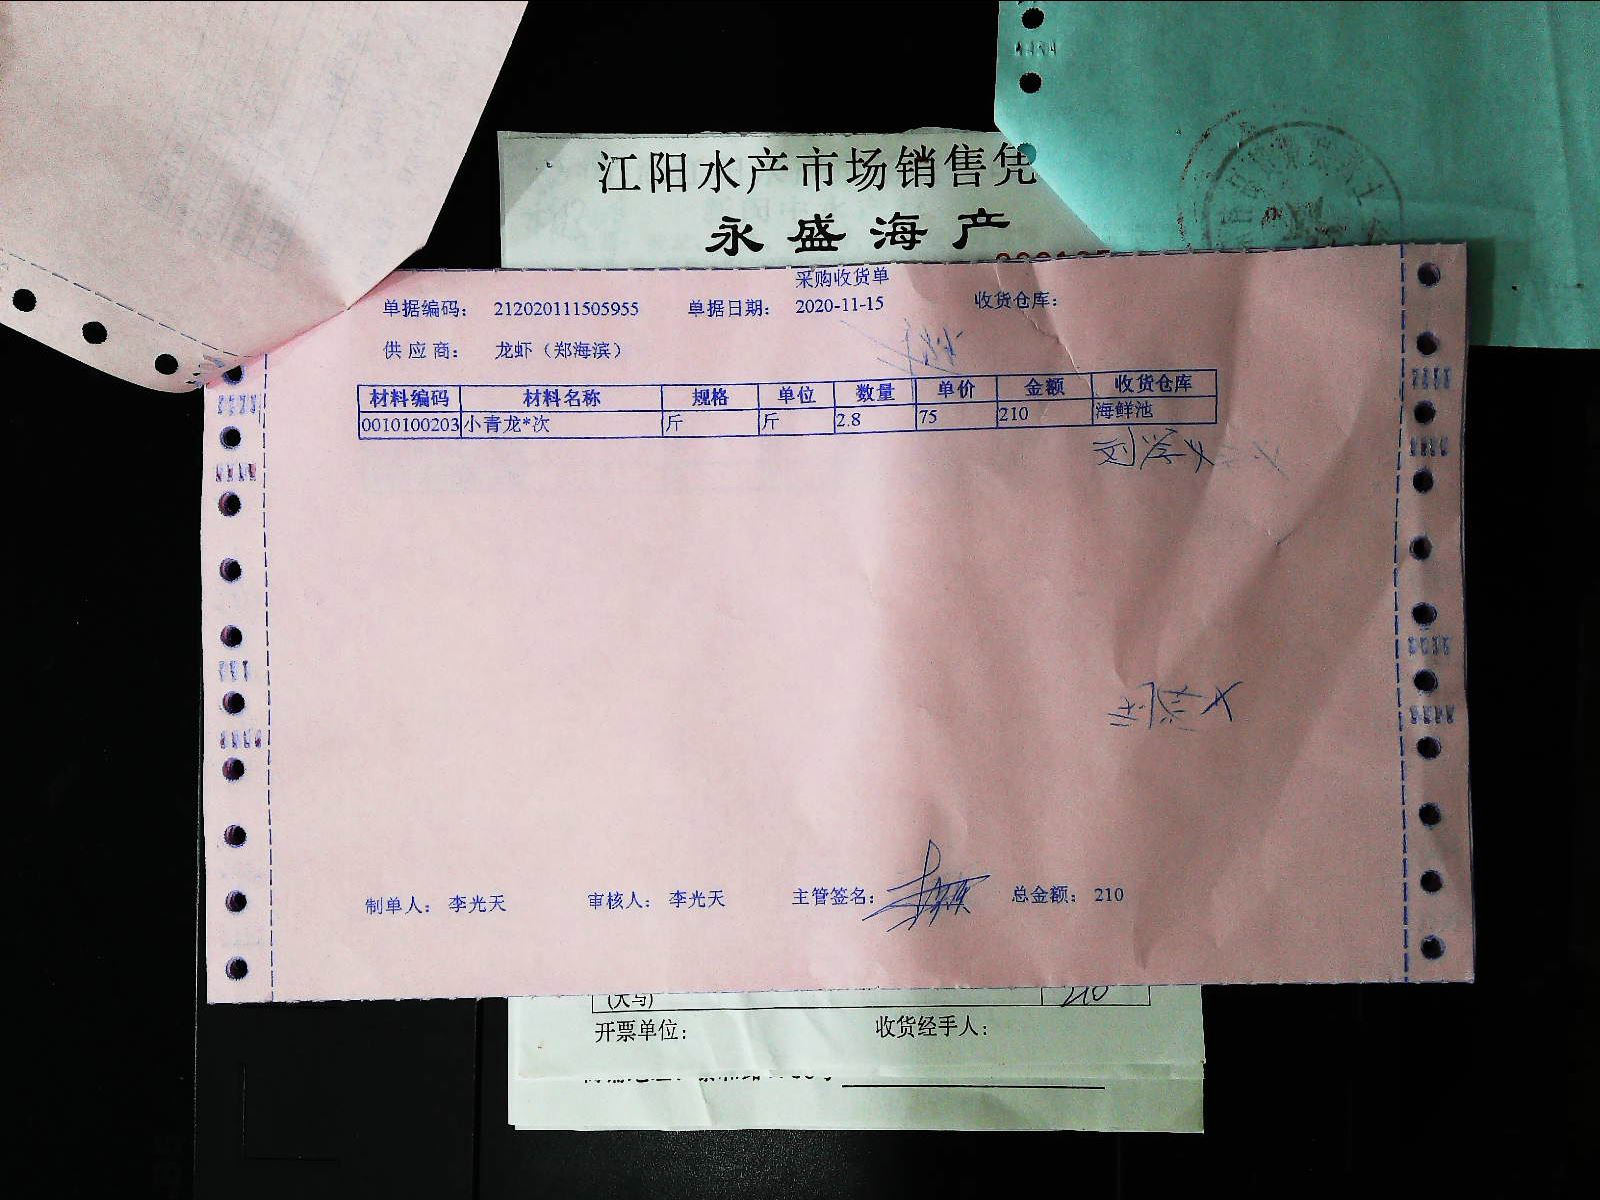 江阳水产市场销售凭
永盛海产
采购收货单
单据编码： 212020111505955 单据日期： 2020-11-15 收货仓库：
供应商： 龙虾（郑海滨）
材料编码 材料名称 规格 单位 数量 单价 金额 收货仓库
0010100203 小青龙*次 斤 斤 2.8 75 210 海鲜池
制单人： 李光天 审核人： 李光天 主管签名： 总金额： 210
(大写) 210
开票单位： 收货经手人：